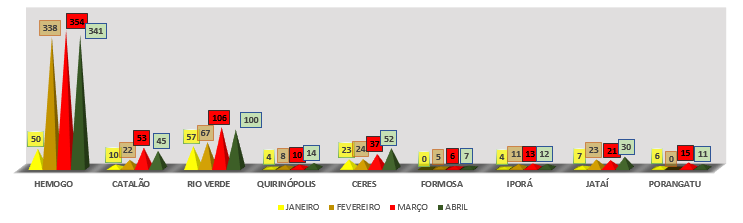 50 338 354 341
10 22 53 45
57 67 106 100
4 8 10 14
23 24 37 52
0 5 6 7
4 11 13 12
7 23 21 30
6 0 15 11
HEMOGO CATALÃO RIO VERDE QUIRINÓPOLIS CERES FORMOSA IPORÁ JATAÍ PORANGATU
JANEIRO FEVEREIRO MARÇO ABRIL